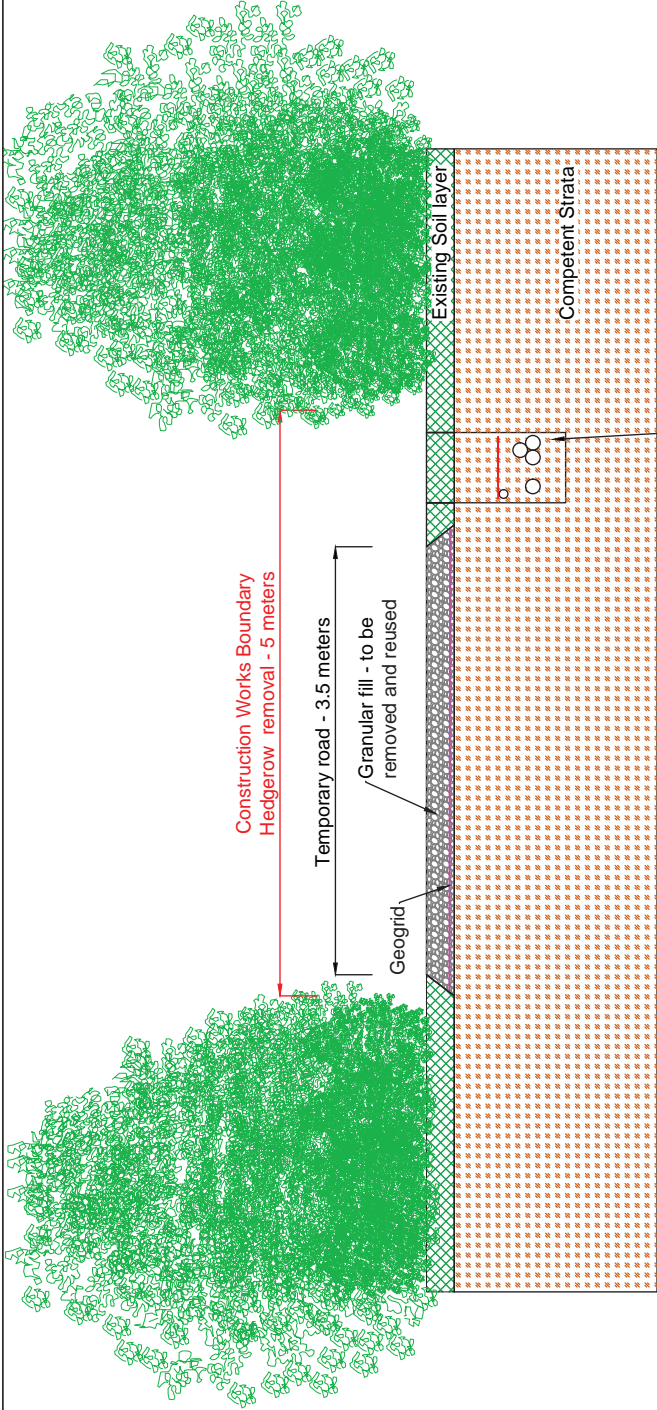 Construction Works Boundary
Hedgerow removal - 5 meters
Temporary road - 3.5 meters
Granular fill - to be
removed and reused
Geogrid
Existing Soil layer
Competent Strata